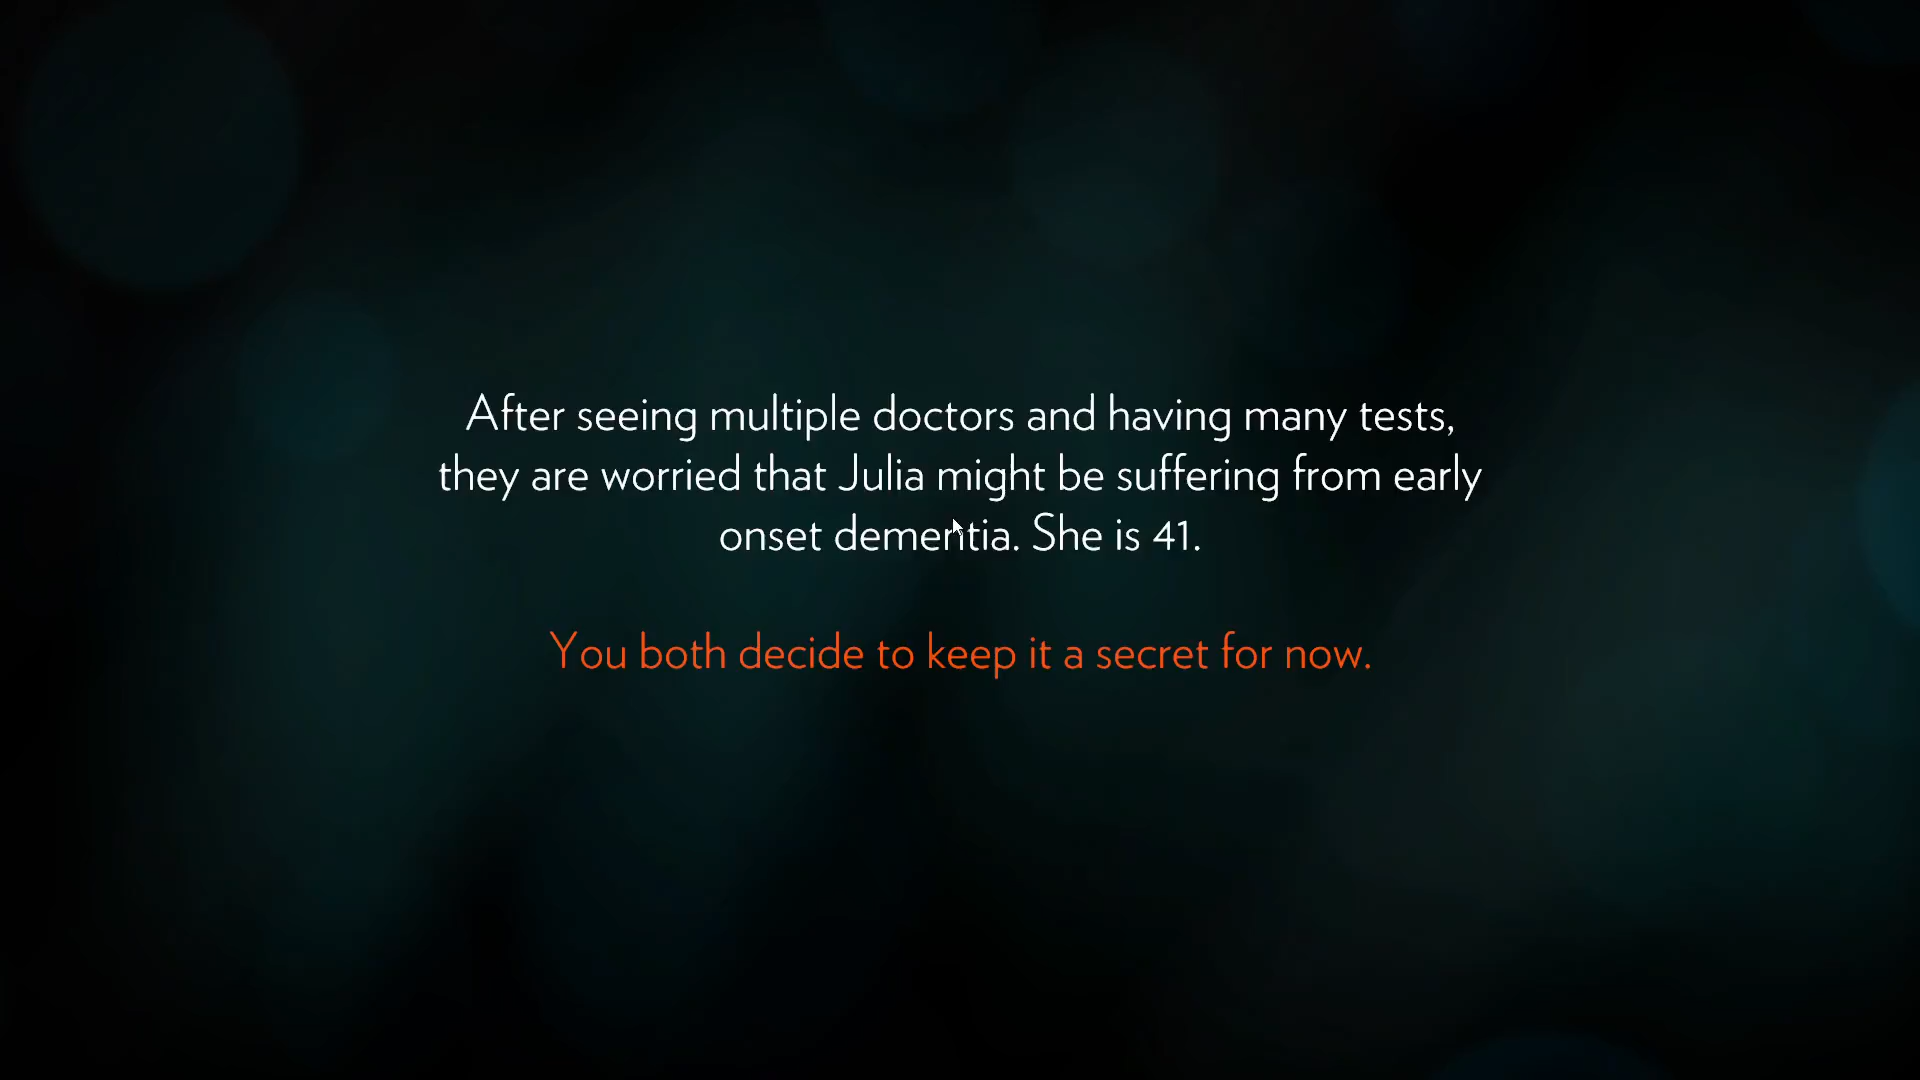 After seeing multiple doctors and having many tests,
they are worried that Julia might be suffering from early
onset dementia. She is 41.
You both decide to keep it a secret for now.